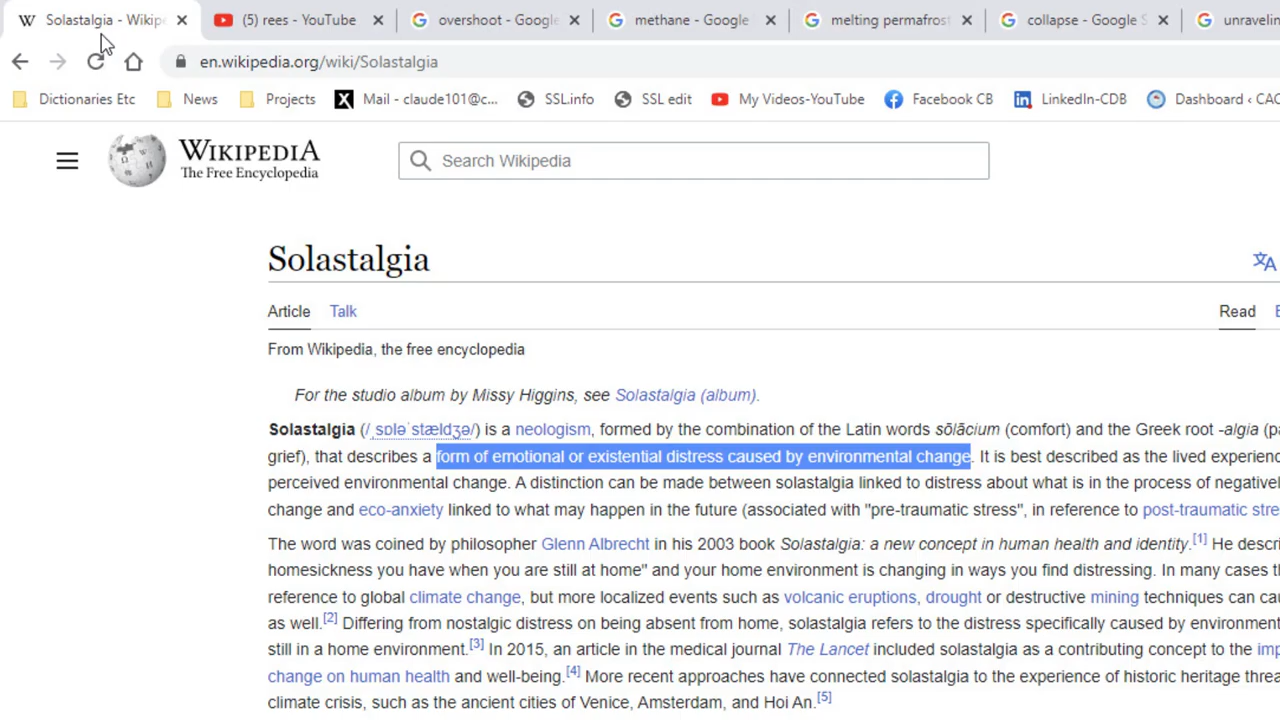 Solastalgia - Wikipe
(5) rees - YouTube
overshoot - Google
methane - Google
melting permafros
collapse - Google S
unravelin
en.wikipedia.org/wiki/Solastalgia
Dictionaries Etc
News
Projects
Mail - claude101@c...
SSL.info
SSL edit
My Videos-YouTube
Facebook CB
LinkedIn-CDB
Dashboard ‹ CAC
WIKIPEDIA
The Free Encyclopedia
Search Wikipedia
Solastalgia
Article Talk Read E
From Wikipedia, the free encyclopedia
For the studio album by Missy Higgins, see Solastalgia (album).
Solastalgia (/ˌsɒləˈstældʒə/) is a neologism, formed by the combination of the Latin words sōlācium (comfort) and the Greek root -algia (pa
grief), that describes a form of emotional or existential distress caused by environmental change. It is best described as the lived experienc
perceived environmental change. A distinction can be made between solastalgia linked to distress about what is in the process of negativel
change and eco-anxiety linked to what may happen in the future (associated with "pre-traumatic stress", in reference to post-traumatic stre
The word was coined by philosopher Glenn Albrecht in his 2003 book Solastalgia: a new concept in human health and identity.[1] He descri
homesickness you have when you are still at home" and your home environment is changing in ways you find distressing. In many cases th
reference to global climate change, but more localized events such as volcanic eruptions, drought or destructive mining techniques can cau
as well.[2] Differing from nostalgic distress on being absent from home, solastalgia refers to the distress specifically caused by environment
still in a home environment.[3] In 2015, an article in the medical journal The Lancet included solastalgia as a contributing concept to the imp
change on human health and well-being.[4] More recent approaches have connected solastalgia to the experience of historic heritage threa
climate crisis, such as the ancient cities of Venice, Amsterdam, and Hoi An.[5]